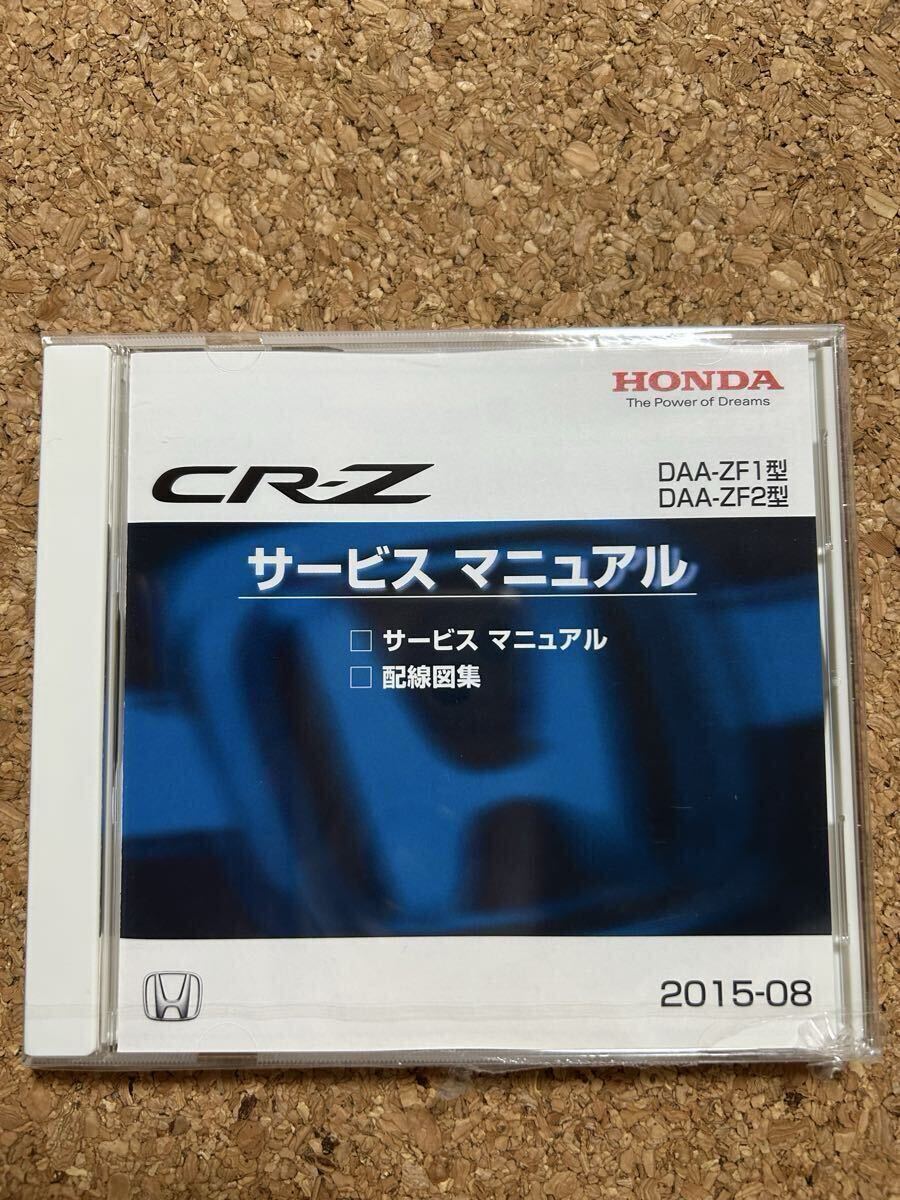 HONDA
The Power of Dreams
CR-Z
DAA-ZF1型
DAA-ZF2型
サービス マニュアル
□ サービス マニュアル
□ 配線図集
2015-08